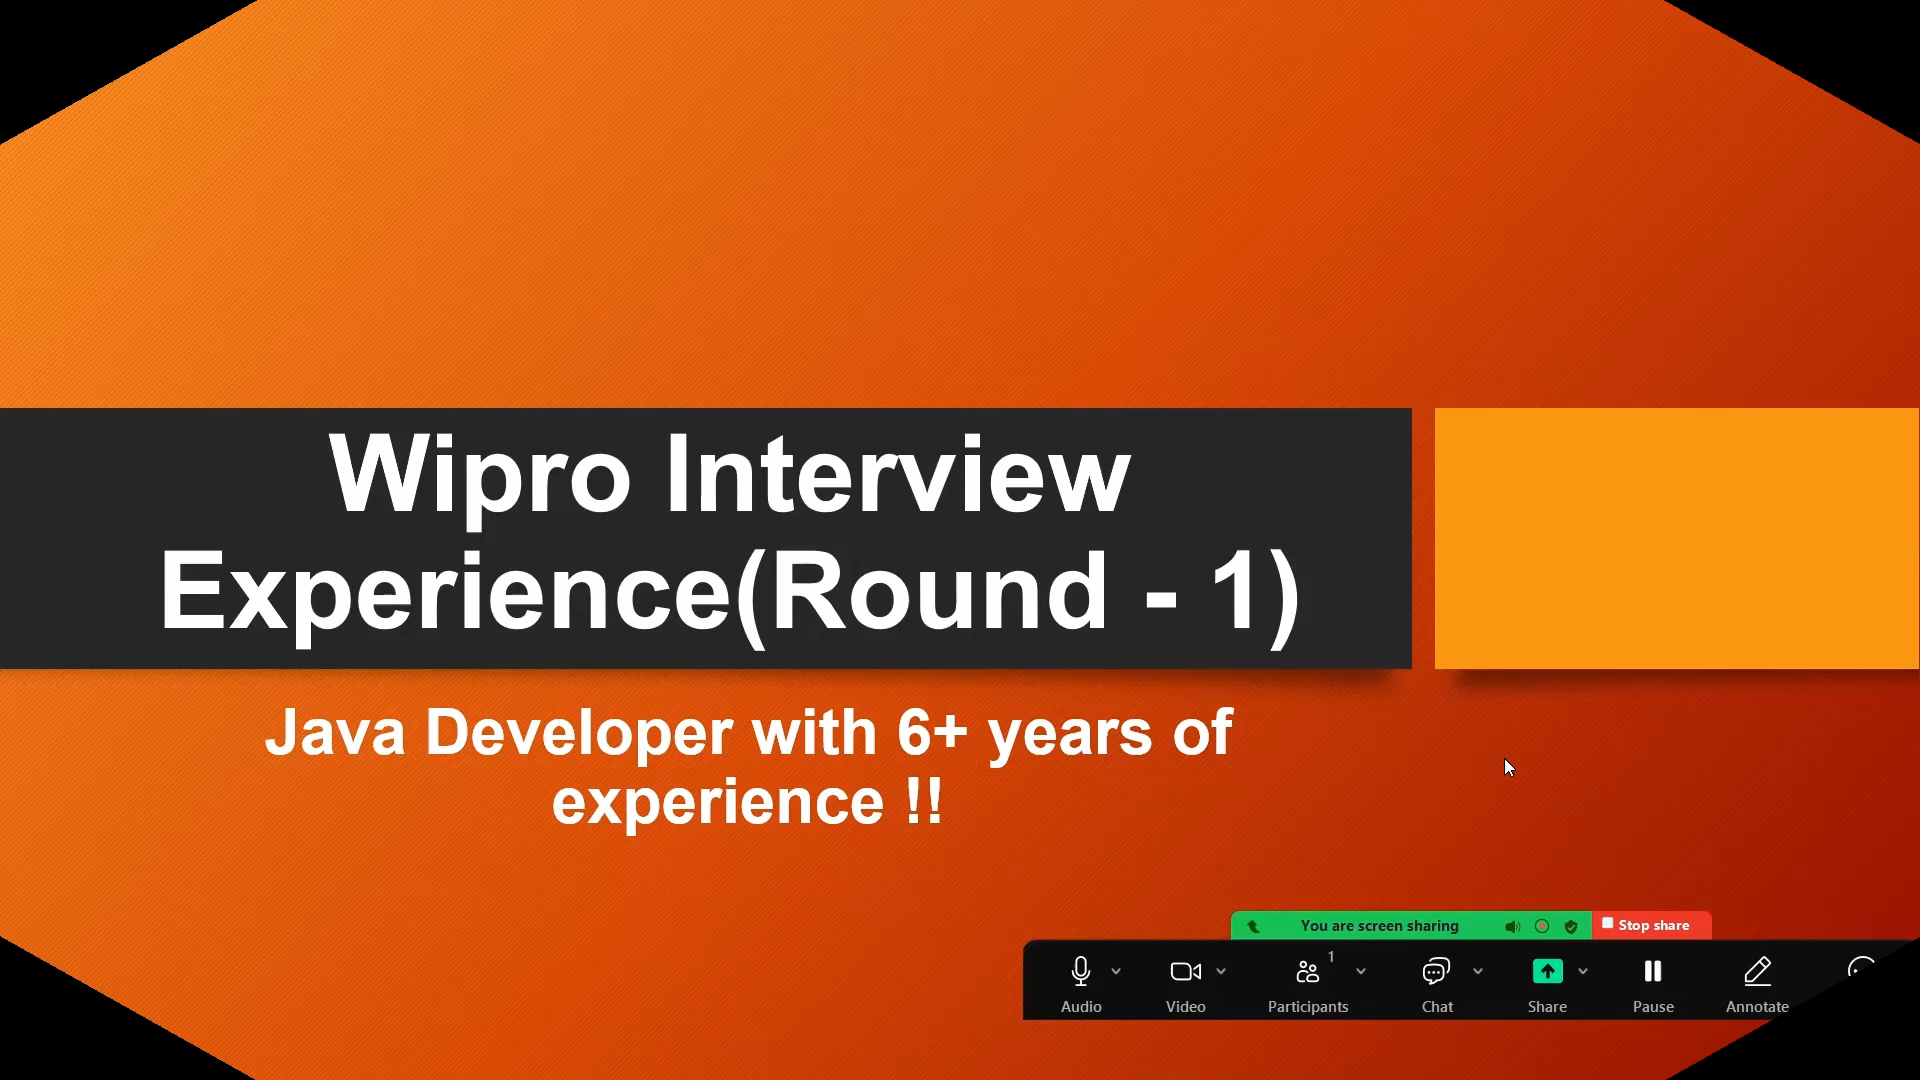 Wipro Interview
Experience(Round - 1)
Java Developer with 6+ years of
experience !!
You are screen sharing
Stop share
1
Audio
Video
Participants
Chat
Share
Pause
Annotate